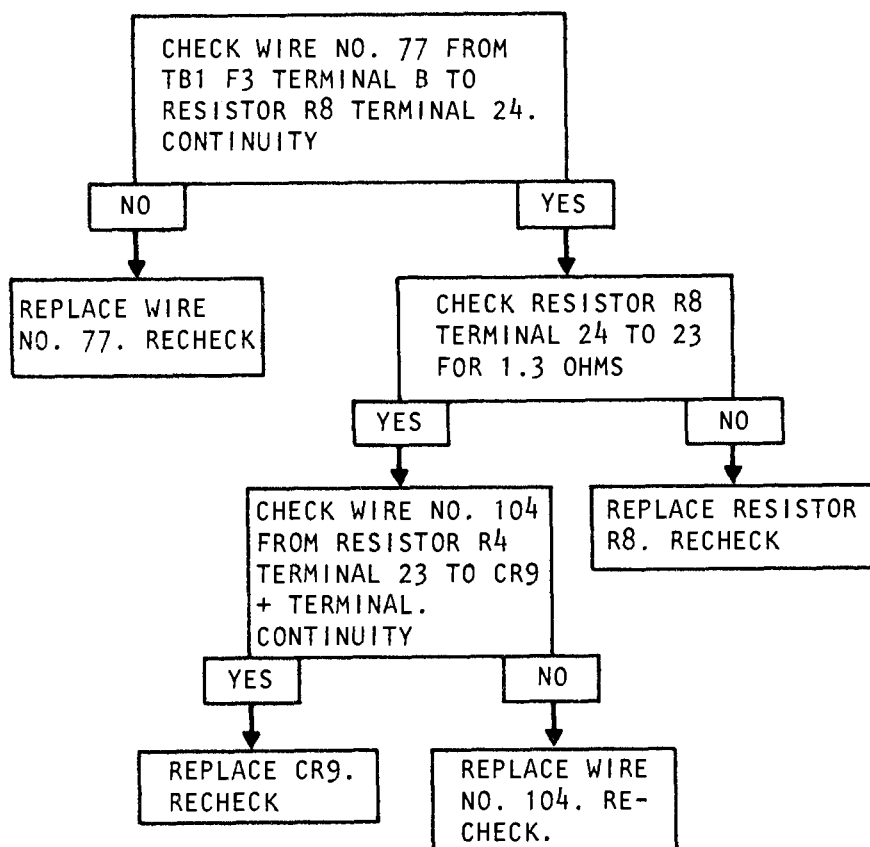 CHECK WIRE NO. 77 FROM
TB1 F3 TERMINAL B TO
RESISTOR R8 TERMINAL 24.
CONTINUITY
NO
YES
REPLACE WIRE
NO. 77. RECHECK
CHECK RESISTOR R8
TERMINAL 24 TO 23
FOR 1.3 OHMS
YES
NO
CHECK WIRE NO. 104
FROM RESISTOR R4
TERMINAL 23 TO CR9
+ TERMINAL.
CONTINUITY
REPLACE RESISTOR
R8. RECHECK
YES
NO
REPLACE CR9.
RECHECK
REPLACE WIRE
NO. 104. RE-
CHECK.